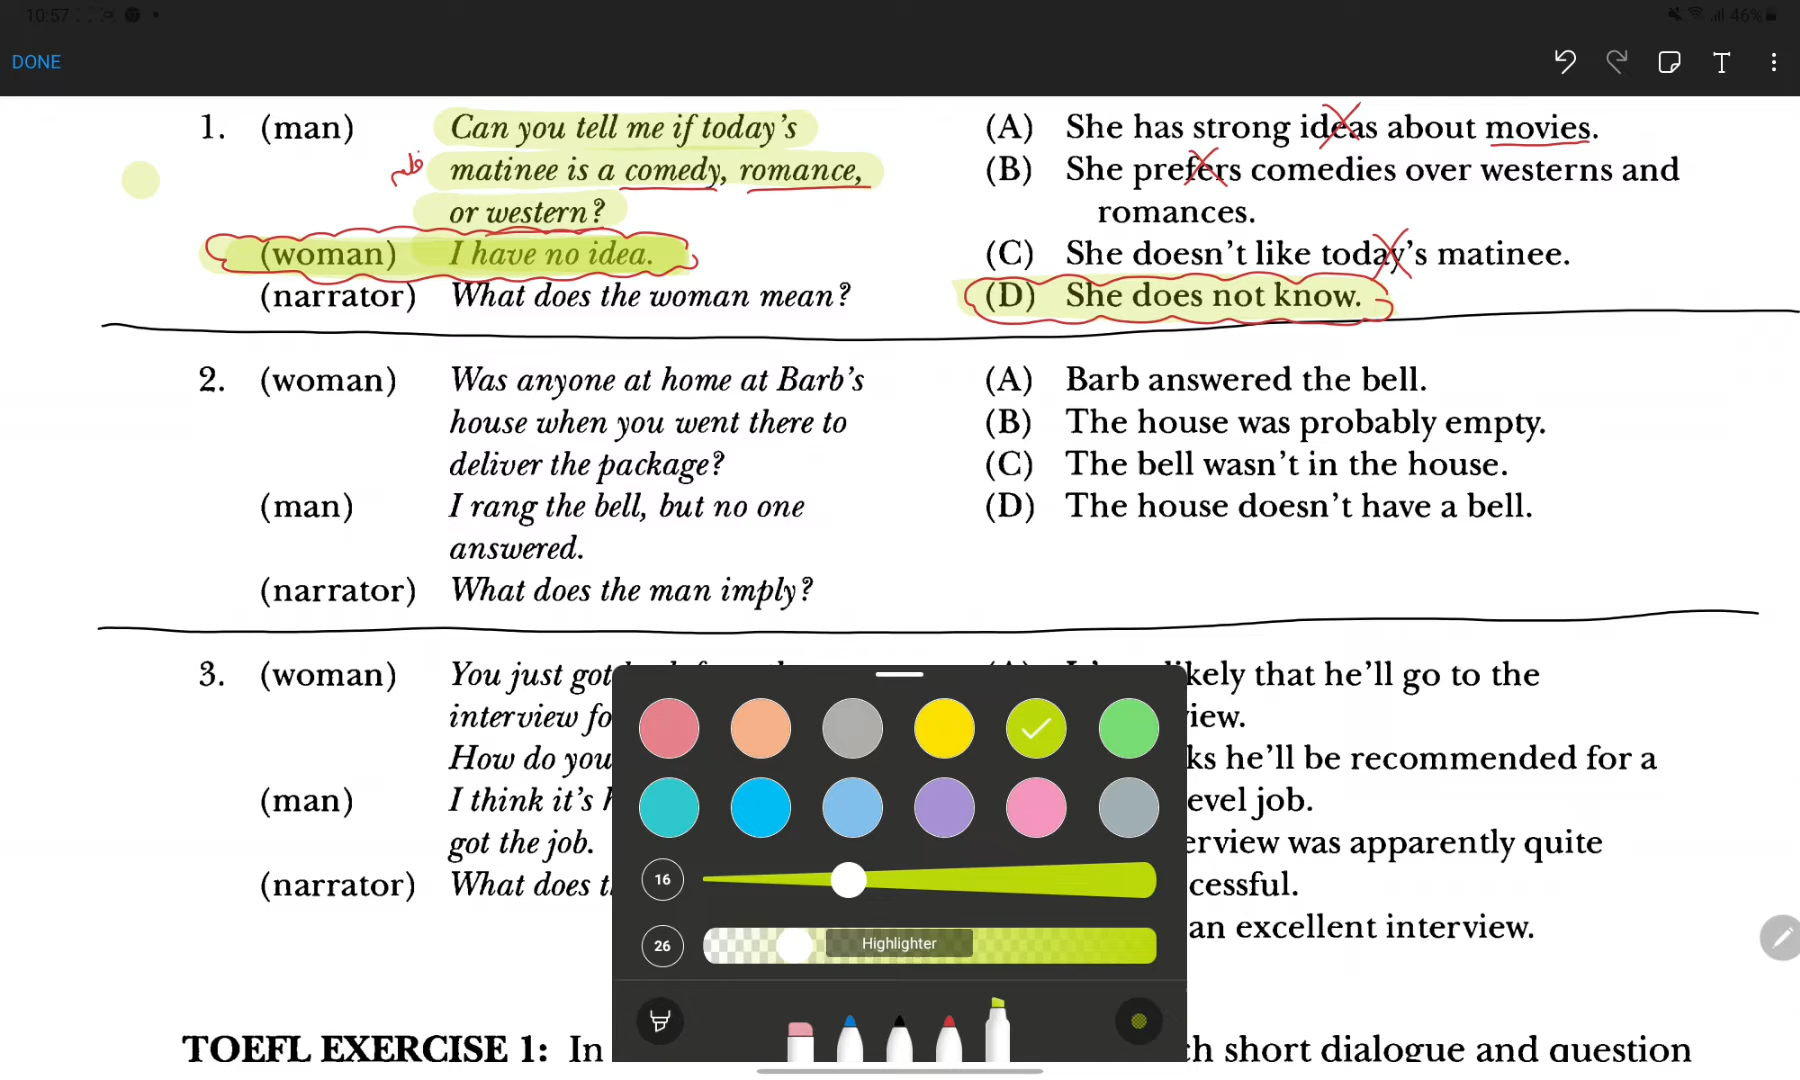 10:57
46%
DONE
T
1. (man) Can you tell me if today's (A) She has strong ideas about movies.
matinee is a comedy, romance, (B) She prefers comedies over westerns and
or western? romances.
(woman) I have no idea. (C) She doesn't like today's matinee.
(narrator) What does the woman mean? (D) She does not know.
2. (woman) Was anyone at home at Barb's (A) Barb answered the bell.
house when you went there to (B) The house was probably empty.
deliver the package? (C) The bell wasn't in the house.
(man) I rang the bell, but no one (D) The house doesn't have a bell.
answered.
(narrator) What does the man imply?
3. (woman) You just got kely that he'll go to the
interview fo iew.
How do you ks he'll be recommended for a
(man) I think it's evel job.
got the job. erview was apparently quite
(narrator) What does t cessful.
an excellent interview.
16
26
Highlighter
TOEFL EXERCISE 1: In ch short dialogue and question